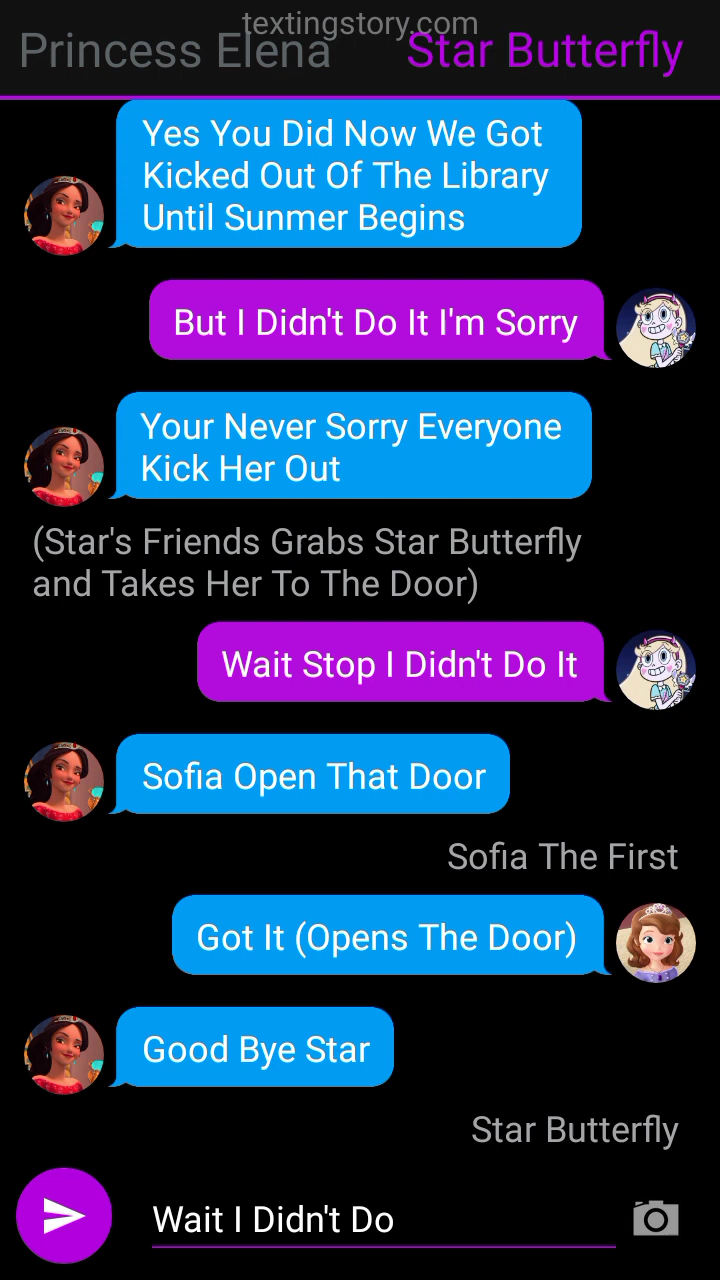 textingstory.com
Princess Elena
Star Butterfly
Yes You Did Now We Got
Kicked Out Of The Library
Until Sunmer Begins
But I Didn't Do It I'm Sorry
Your Never Sorry Everyone
Kick Her Out
(Star's Friends Grabs Star Butterfly
and Takes Her To The Door)
Wait Stop I Didn't Do It
Sofia Open That Door
Sofia The First
Got It (Opens The Door)
Good Bye Star
Star Butterfly
Wait I Didn't Do